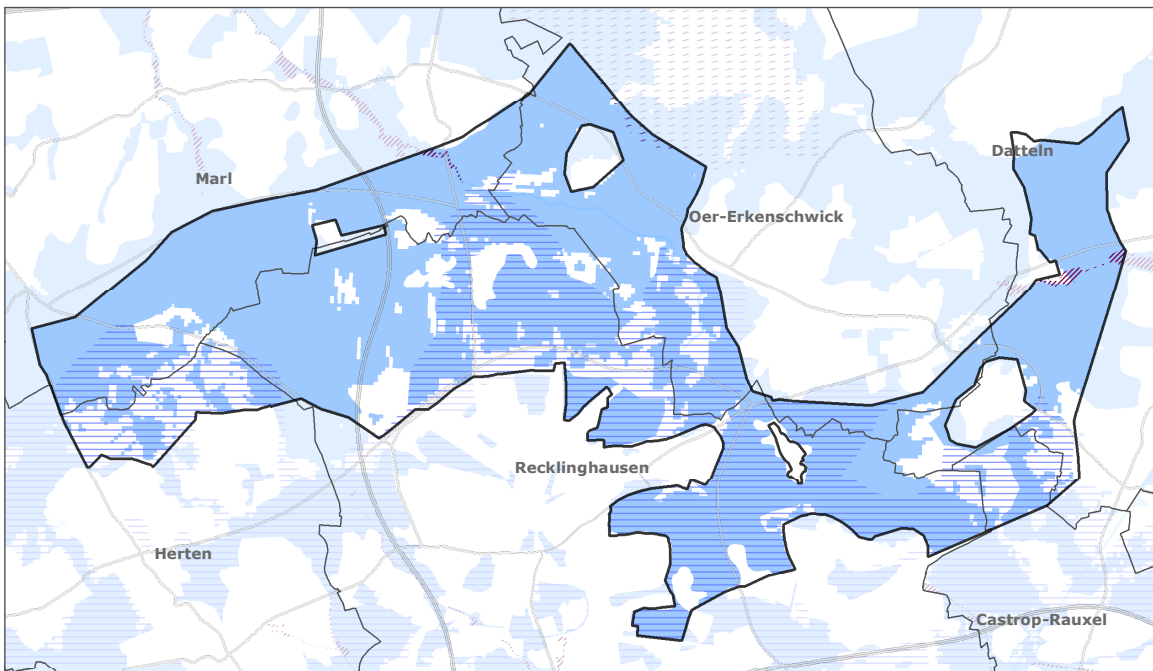 Datteln
Marl
Oer-Erkenschwick
Recklinghausen
Herten
Castrop-Rauxel